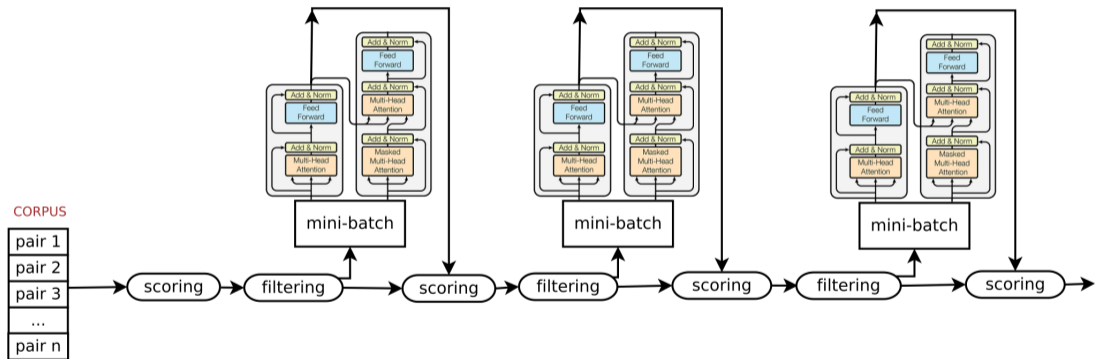 CORPUS
pair 1
pair 2
pair 3
...
pair n
scoring
filtering
mini-batch
Add & Norm
Feed
Forward
Add & Norm
Multi-Head
Attention
Add & Norm
Feed
Forward
Add & Norm
Multi-Head
Attention
Add & Norm
Masked
Multi-Head
Attention
scoring
filtering
mini-batch
Add & Norm
Feed
Forward
Add & Norm
Multi-Head
Attention
Add & Norm
Feed
Forward
Add & Norm
Multi-Head
Attention
Add & Norm
Masked
Multi-Head
Attention
scoring
filtering
mini-batch
Add & Norm
Feed
Forward
Add & Norm
Multi-Head
Attention
Add & Norm
Feed
Forward
Add & Norm
Multi-Head
Attention
Add & Norm
Masked
Multi-Head
Attention
scoring